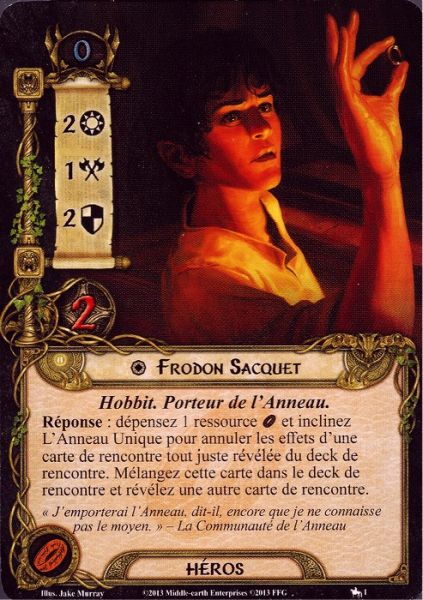 0
2
1
2
2
Frodon Sacquet
Hobbit. Porteur de l'Anneau.
Réponse : dépensez 1 ressource et inclinez
L'Anneau Unique pour annuler les effets d'une
carte de rencontre tout juste révélée du deck de
rencontre. Mélangez cette carte dans le deck de
rencontre et révélez une autre carte de rencontre.
« J'emporterai l'Anneau, dit-il, encore que je ne connaisse
pas le moyen. » – La Communauté de l'Anneau
HÉROS
Illus. Jake Murray ©2013 Middle-earth Enterprises ©2013 FFG 1